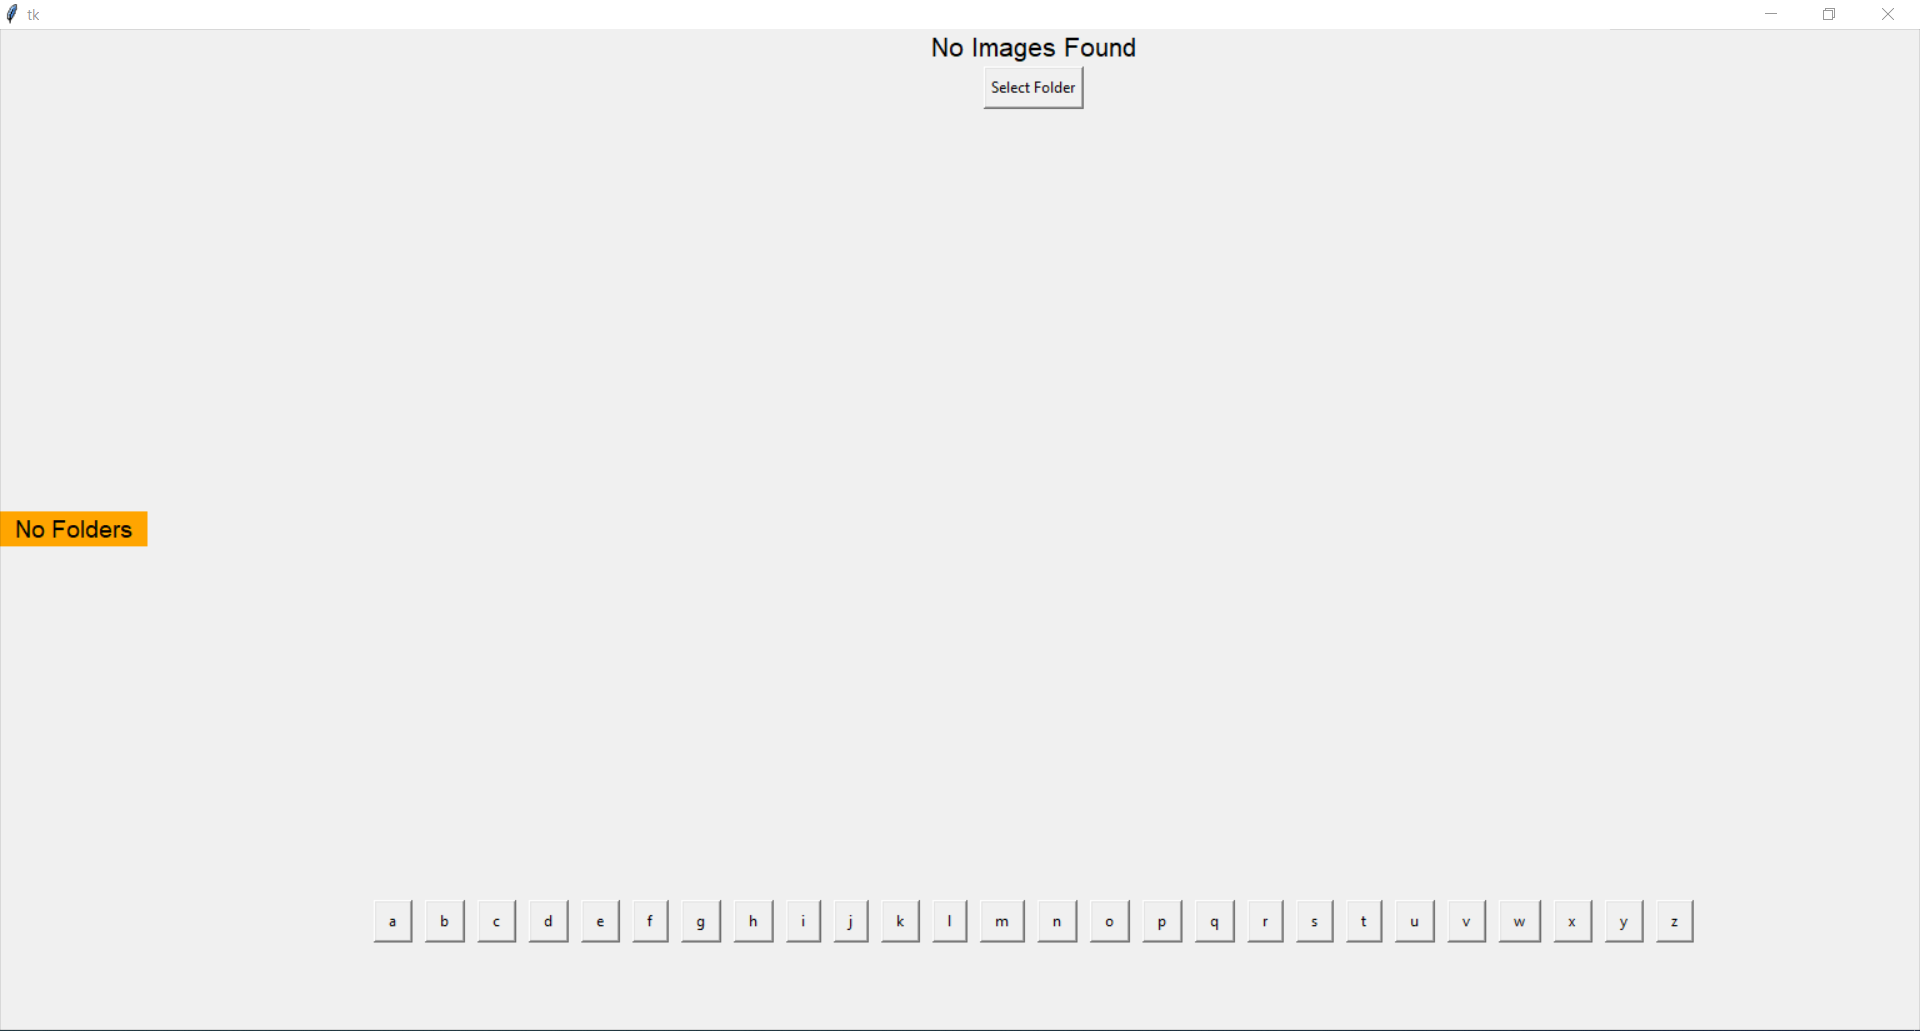 tk
No Images Found
Select Folder
No Folders
a b c d e f g h i j k l m n o p q r s t u v w x y z